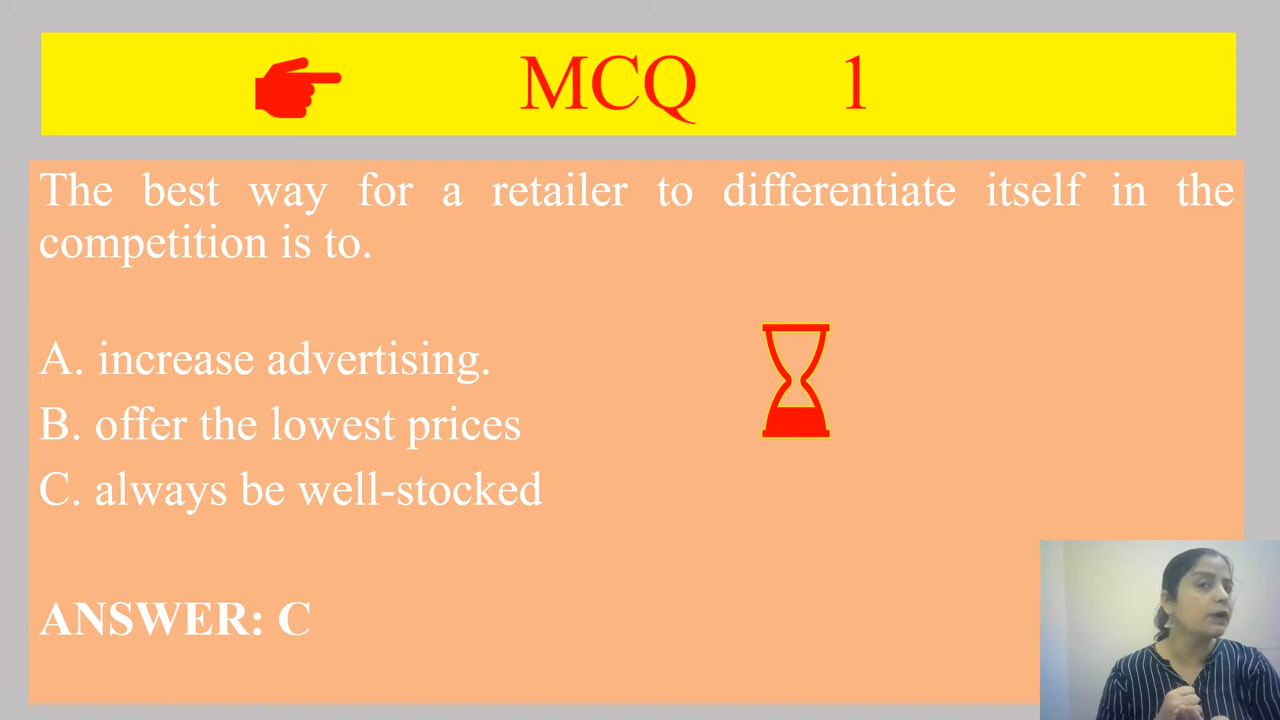 MCQ 1
The best way for a retailer to differentiate itself in the
competition is to.
A. increase advertising.
B. offer the lowest prices
C. always be well-stocked
ANSWER: C